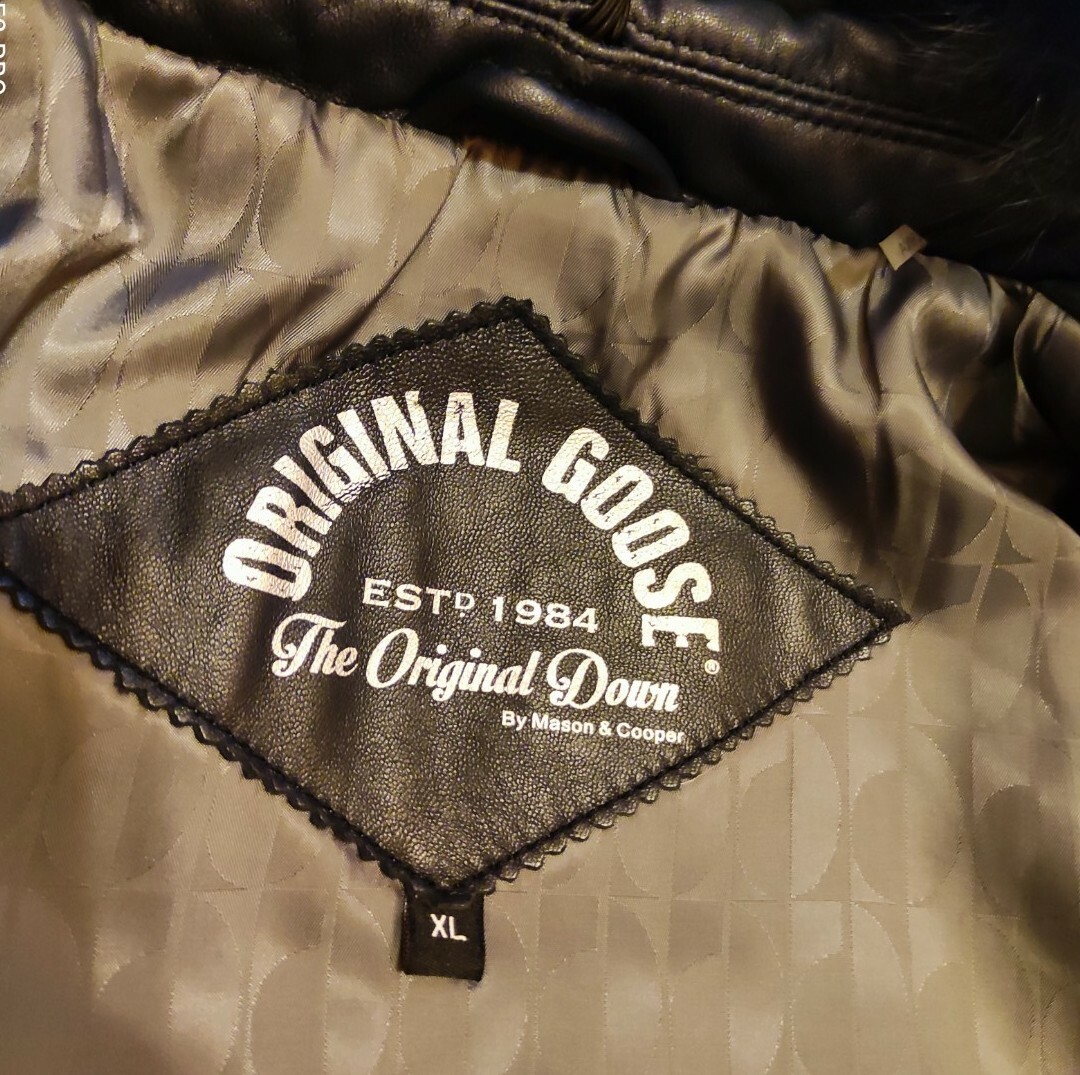 ORIGINAL GOOSE®
ESTD 1984
The Original Down
By Mason & Cooper
XL